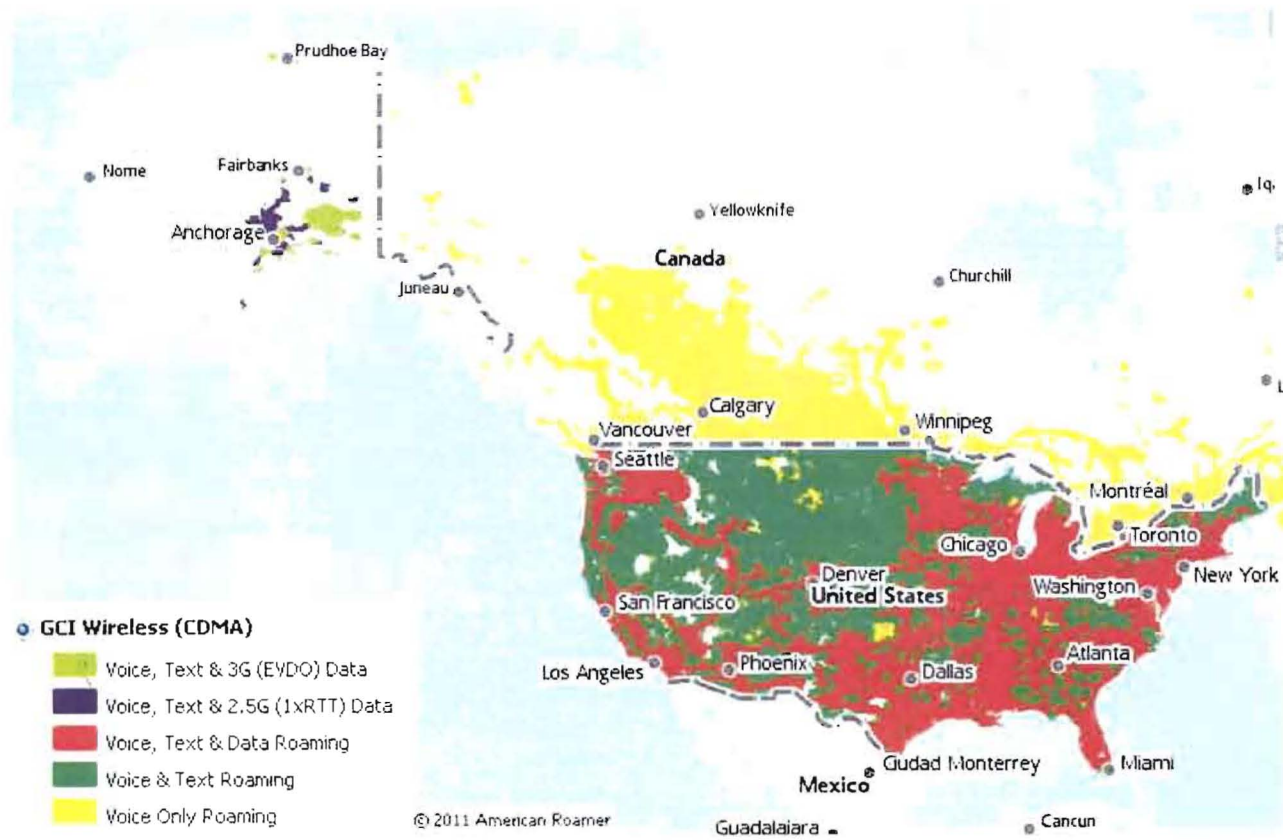 Prudhoe Bay
Nome
Fairbanks
Iq.
Yellowknife
Anchorage
Canada
Juneau
Churchill
L
Calgary
Winnipeg
Vancouver
Seattle
Montréal
Toronto
Chicago
Denver
New York
Washington
United States
San Francisco
GCI Wireless (CDMA)
Voice, Text & 3G (EVDO) Data
Los Angeles
Phoenix
Dallas
Atlanta
Voice, Text & 2.5G (1xRTT) Data
Voice, Text & Data Roaming
Voice & Text Roaming
Ciudad Monterrey
Miami
Mexico
Voice Only Roaming
© 2011 American Roamer
Guadalajara
Cancun